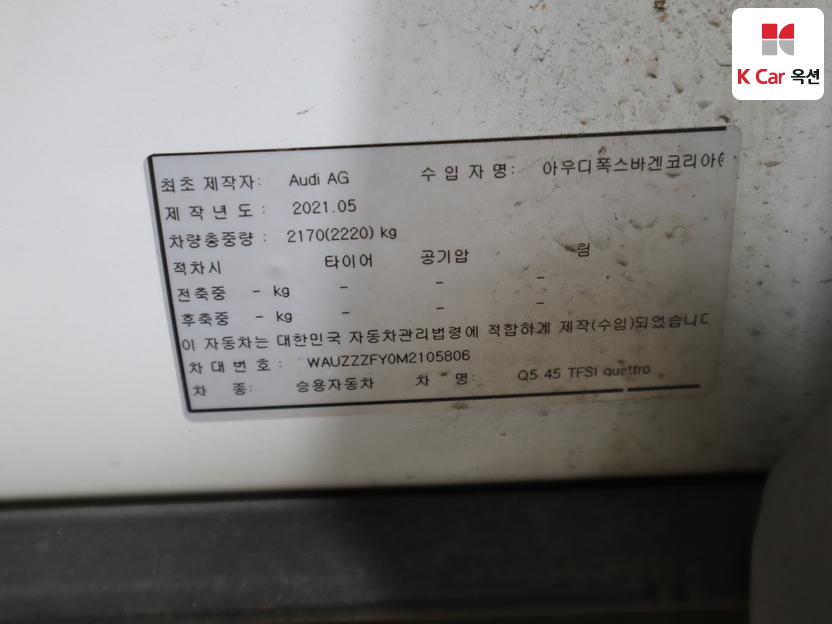 K Car 옥션
최초 제작자: Audi AG 수 입 자 명: 아우디폭스바겐코리아
제 작 년 도 : 2021.05
차량총중량 : 2170(2220) kg
적차시 타이어 공기압 림
전축중 - kg - - -
후축중 - kg - - -
이 자동차는 대한민국 자동차관리법령에 적합하게 제작(수입)되었습니다
차 대 번 호 : WAUZZZFY0M2105806
차 종: 승용자동차 차 명: Q5 45 TFSI quattro